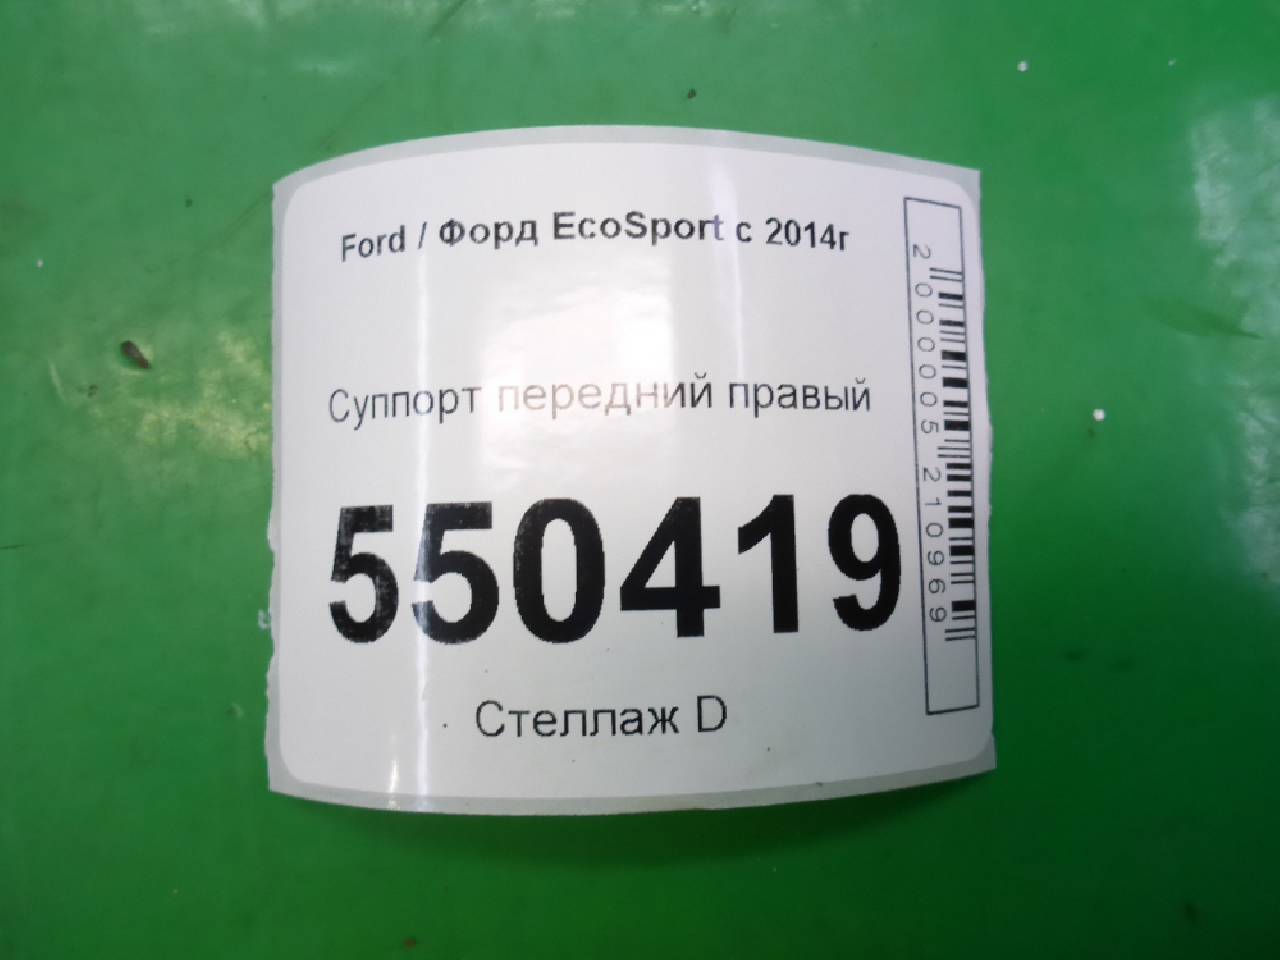 Ford / Форд EcoSport с 2014г
Суппорт передний правый
550419
Стеллаж D
2000005210969